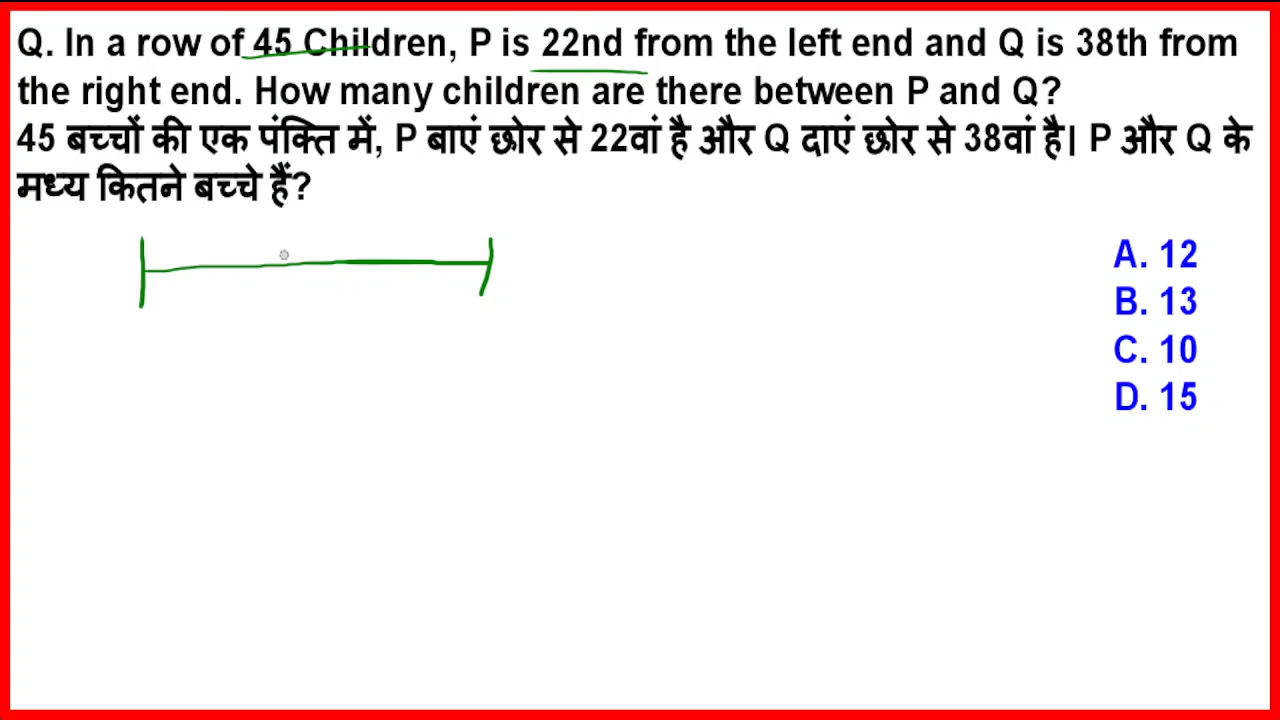 Q. In a row of 45 Children, P is 22nd from the left end and Q is 38th from
the right end. How many children are there between P and Q?
45 बच्चों की एक पंक्ति में, P बाएं छोर से 22वां है और Q दाएं छोर से 38वां है। P और Q के
मध्य कितने बच्चे हैं?
A. 12
B. 13
C. 10
D. 15